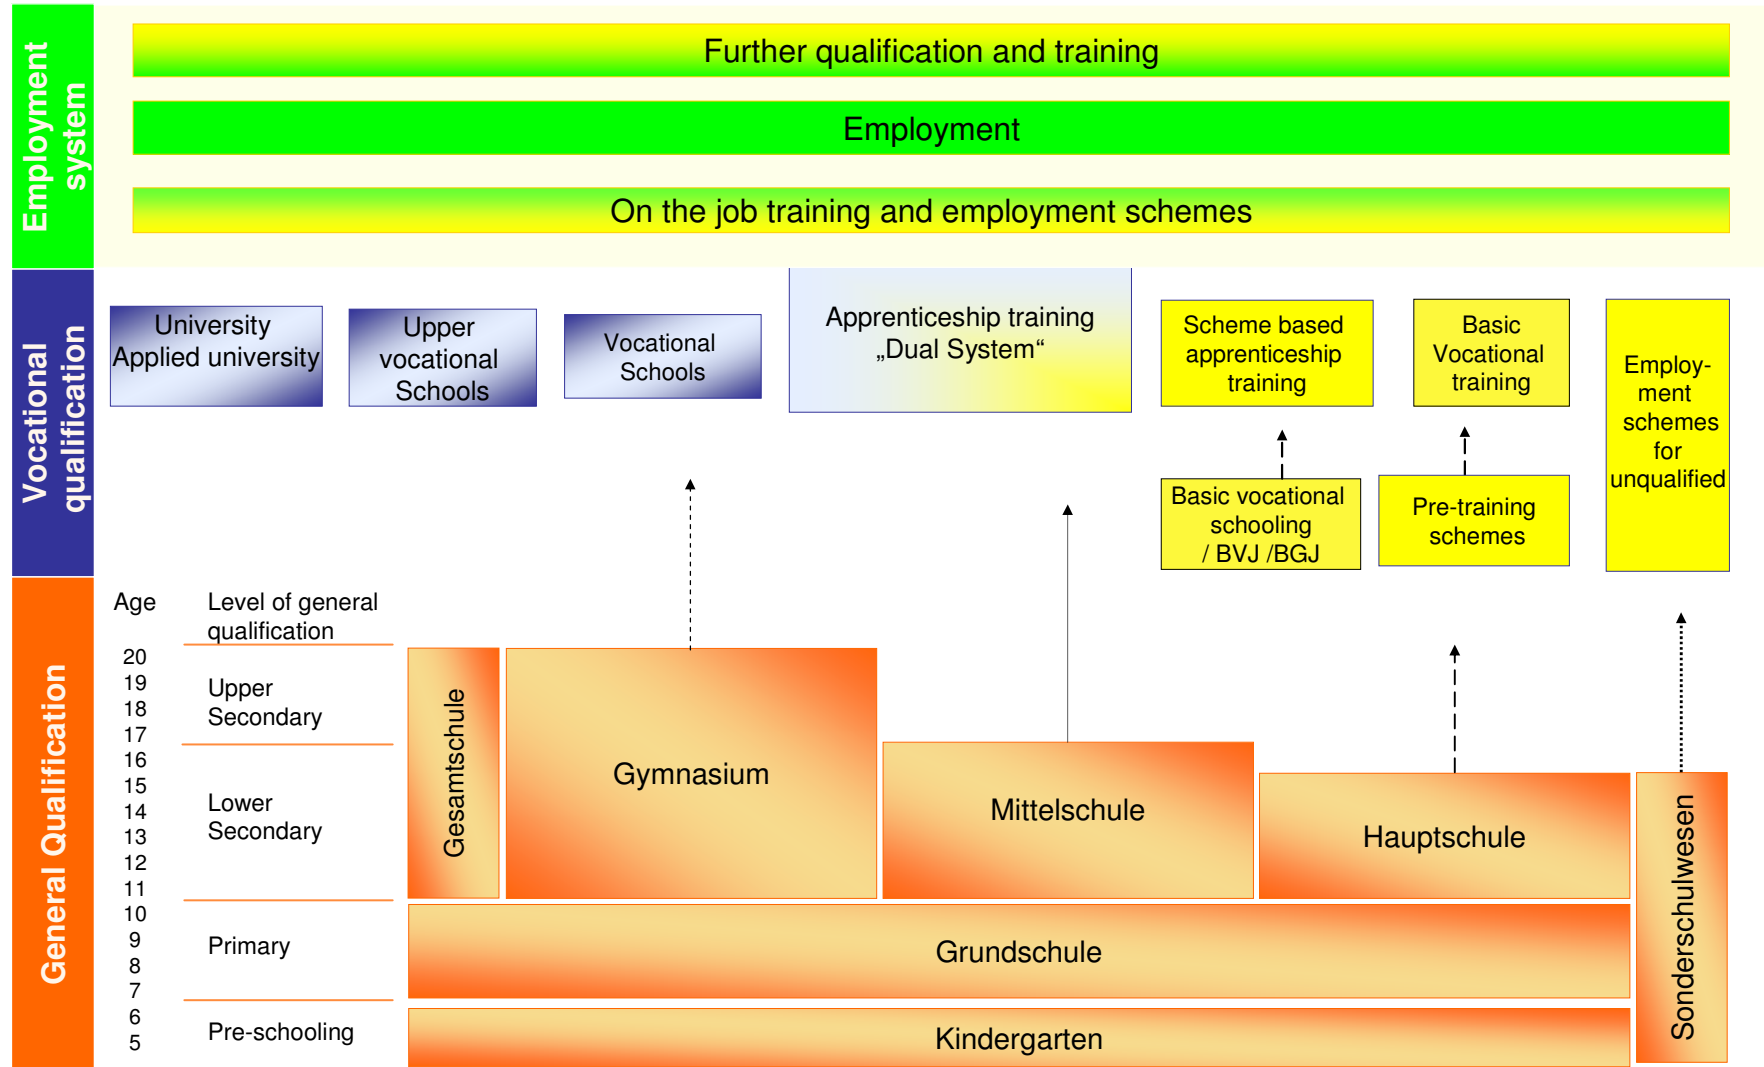 Employment
system
Further qualification and training
Employment
On the job training and employment schemes
Vocational
qualification
University
Applied university
Upper
vocational
Schools
Vocational
Schools
Apprenticeship training
„Dual System“
Scheme based
apprenticeship
training
Basic
Vocational
training
Employ-
ment
schemes
for
unqualified
Basic vocational
schooling
/ BVJ /BGJ
Pre-training
schemes
General Qualification
Age
Level of general
qualification
20
19
18
17
16
15
14
13
12
11
10
9
8
7
6
5
Upper
Secondary
Lower
Secondary
Primary
Pre-schooling
Gesamtschule
Gymnasium
Mittelschule
Hauptschule
Sonderschulwesen
Grundschule
Kindergarten